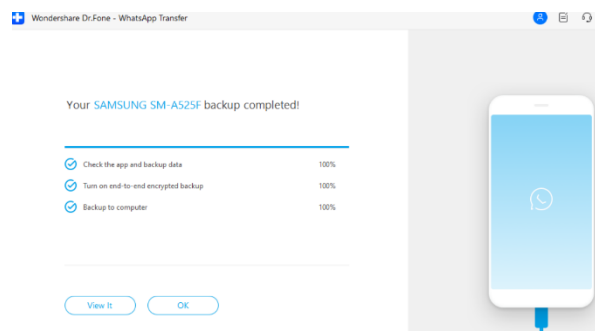 Wondershare Dr.Fone - WhatsApp Transfer
Your SAMSUNG SM-A525F backup completed!
Check the app and backup data 100%
Turn on end-to-end encrypted backup 100%
Backup to computer 100%
View It OK